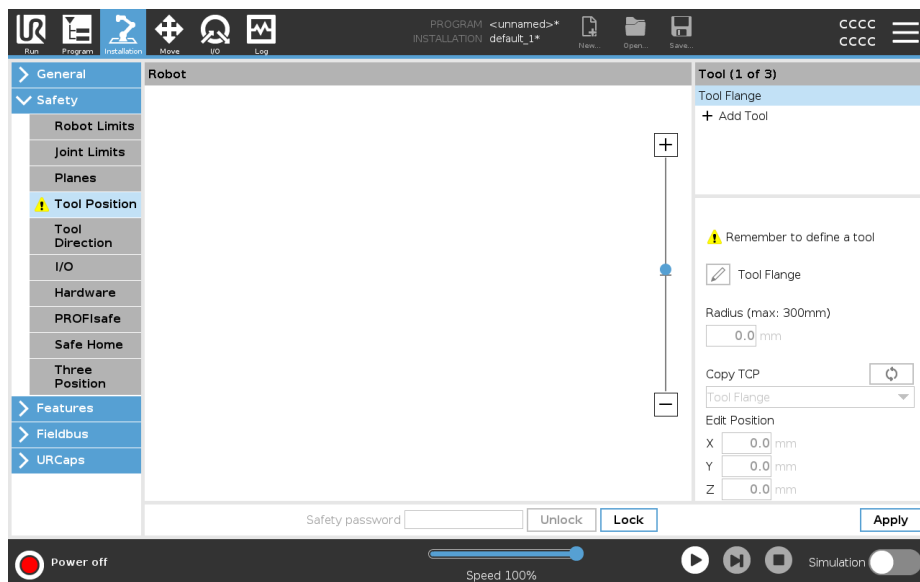 PROGRAM <unnamed>*
INSTALLATION default_1*
CCCC
CCCC
Run
Program
Installation
Move
I/O
Log
New...
Open...
Save...
General
Safety
Robot Limits
Joint Limits
Planes
Tool Position
Tool
Direction
I/O
Hardware
PROFIsafe
Safe Home
Three
Position
Features
Fieldbus
URCaps
Robot
Tool (1 of 3)
Tool Flange
+ Add Tool
Remember to define a tool
Tool Flange
Radius (max: 300mm)
0.0 mm
Copy TCP
Tool Flange
Edit Position
X 0.0 mm
Y 0.0 mm
Z 0.0 mm
Safety password
Unlock
Lock
Apply
Power off
Speed 100%
Simulation